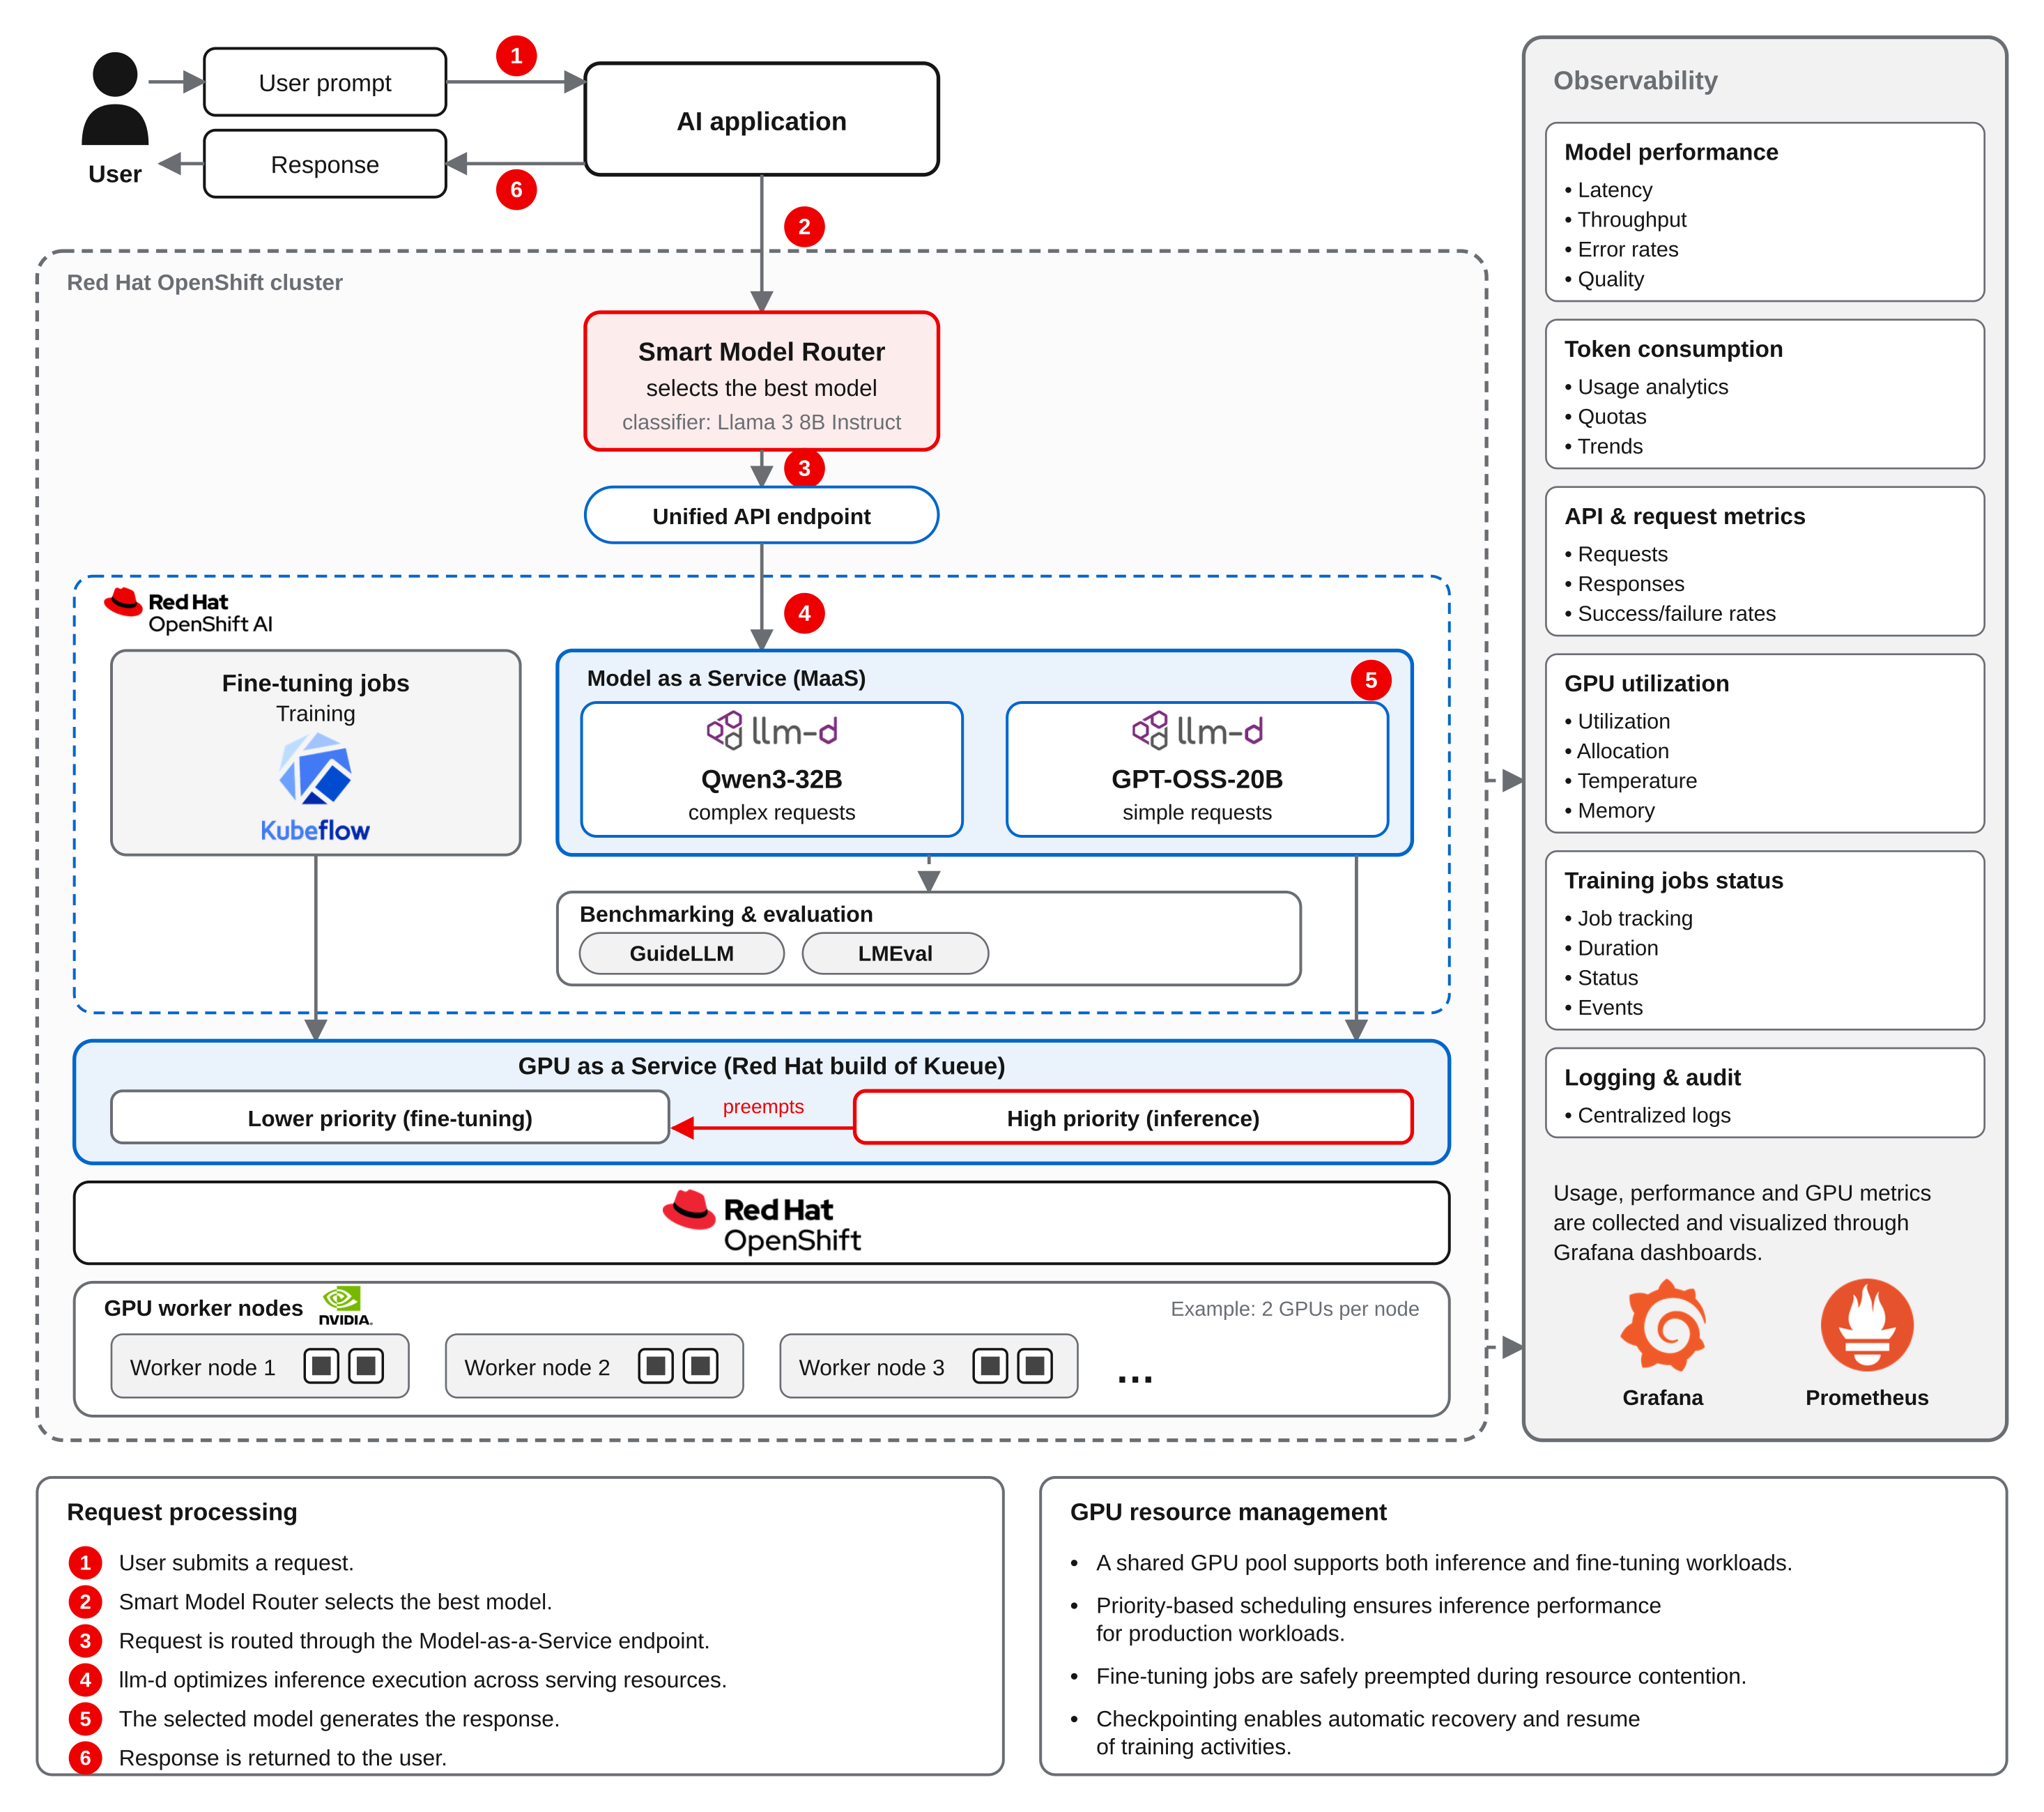 User prompt
1
AI application
User
Response
6
2
Red Hat OpenShift cluster
Smart Model Router
selects the best model
classifier: Llama 3 8B Instruct
3
Unified API endpoint
Red Hat
OpenShift AI
4
Fine-tuning jobs
Training
Kubeflow
Model as a Service (MaaS)
5
llm-d
Qwen3-32B
complex requests
llm-d
GPT-OSS-20B
simple requests
Benchmarking & evaluation
GuideLLM
LMEval
GPU as a Service (Red Hat build of Kueue)
Lower priority (fine-tuning)
preempts
High priority (inference)
Red Hat
OpenShift
GPU worker nodes
NVIDIA.
Example: 2 GPUs per node
Worker node 1
Worker node 2
Worker node 3
...
Observability
Model performance
• Latency
• Throughput
• Error rates
• Quality
Token consumption
• Usage analytics
• Quotas
• Trends
API & request metrics
• Requests
• Responses
• Success/failure rates
GPU utilization
• Utilization
• Allocation
• Temperature
• Memory
Training jobs status
• Job tracking
• Duration
• Status
• Events
Logging & audit
• Centralized logs
Usage, performance and GPU metrics
are collected and visualized through
Grafana dashboards.
Grafana
Prometheus
Request processing
1 User submits a request.
2 Smart Model Router selects the best model.
3 Request is routed through the Model-as-a-Service endpoint.
4 llm-d optimizes inference execution across serving resources.
5 The selected model generates the response.
6 Response is returned to the user.
GPU resource management
• A shared GPU pool supports both inference and fine-tuning workloads.
• Priority-based scheduling ensures inference performance
for production workloads.
• Fine-tuning jobs are safely preempted during resource contention.
• Checkpointing enables automatic recovery and resume
of training activities.